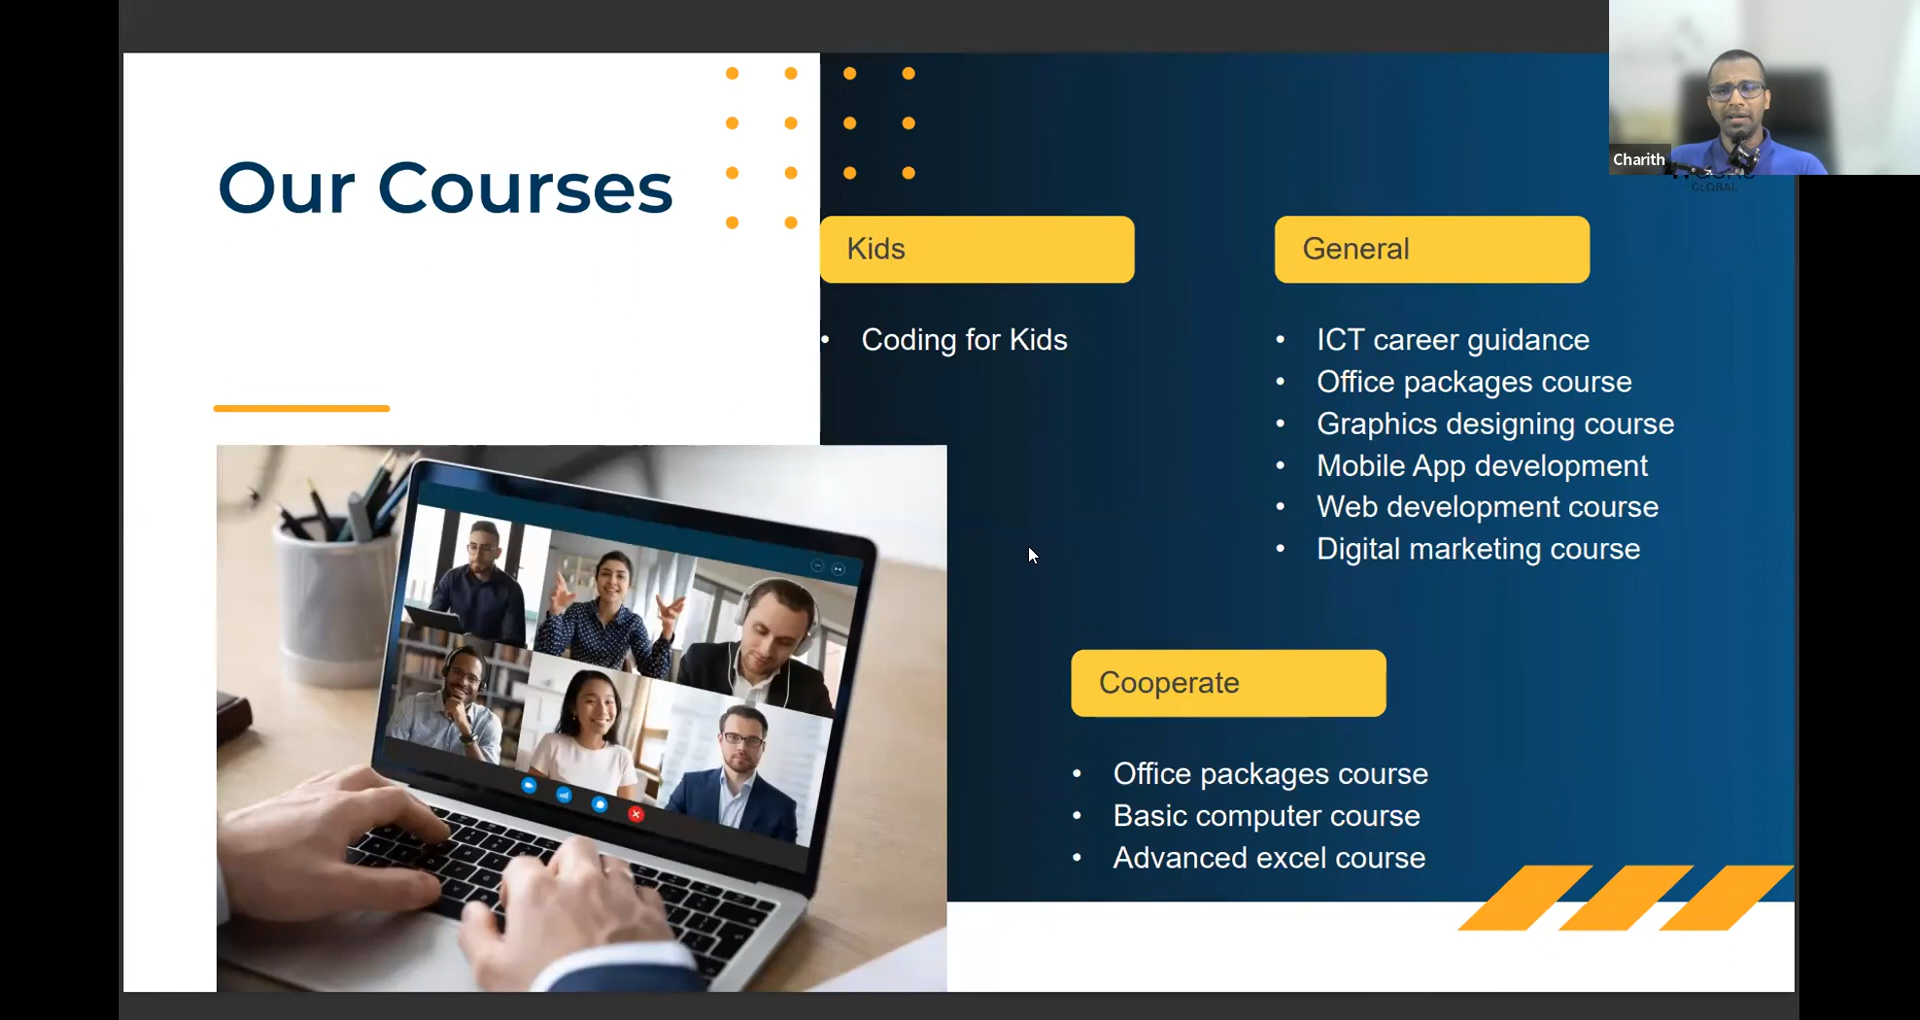 Our Courses
Charith
GLOBAL
Kids
• Coding for Kids
General
• ICT career guidance
• Office packages course
• Graphics designing course
• Mobile App development
• Web development course
• Digital marketing course
Cooperate
• Office packages course
• Basic computer course
• Advanced excel course